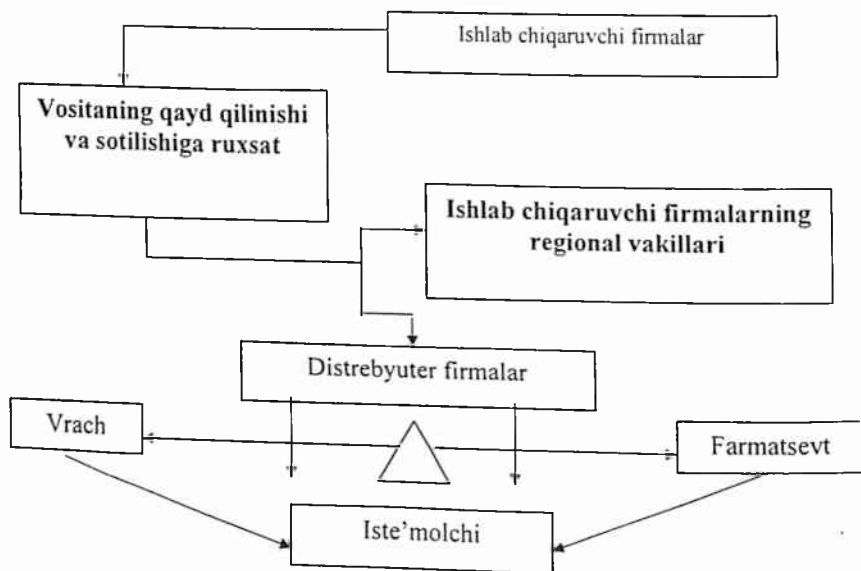 Ishlab chiqaruvchi firmalar
Vositaning qayd qilinishi
va sotilishiga ruxsat
Ishlab chiqaruvchi firmalarning
regional vakillari
Distrebyuter firmalar
Vrach
Farmatsevt
Iste’molchi